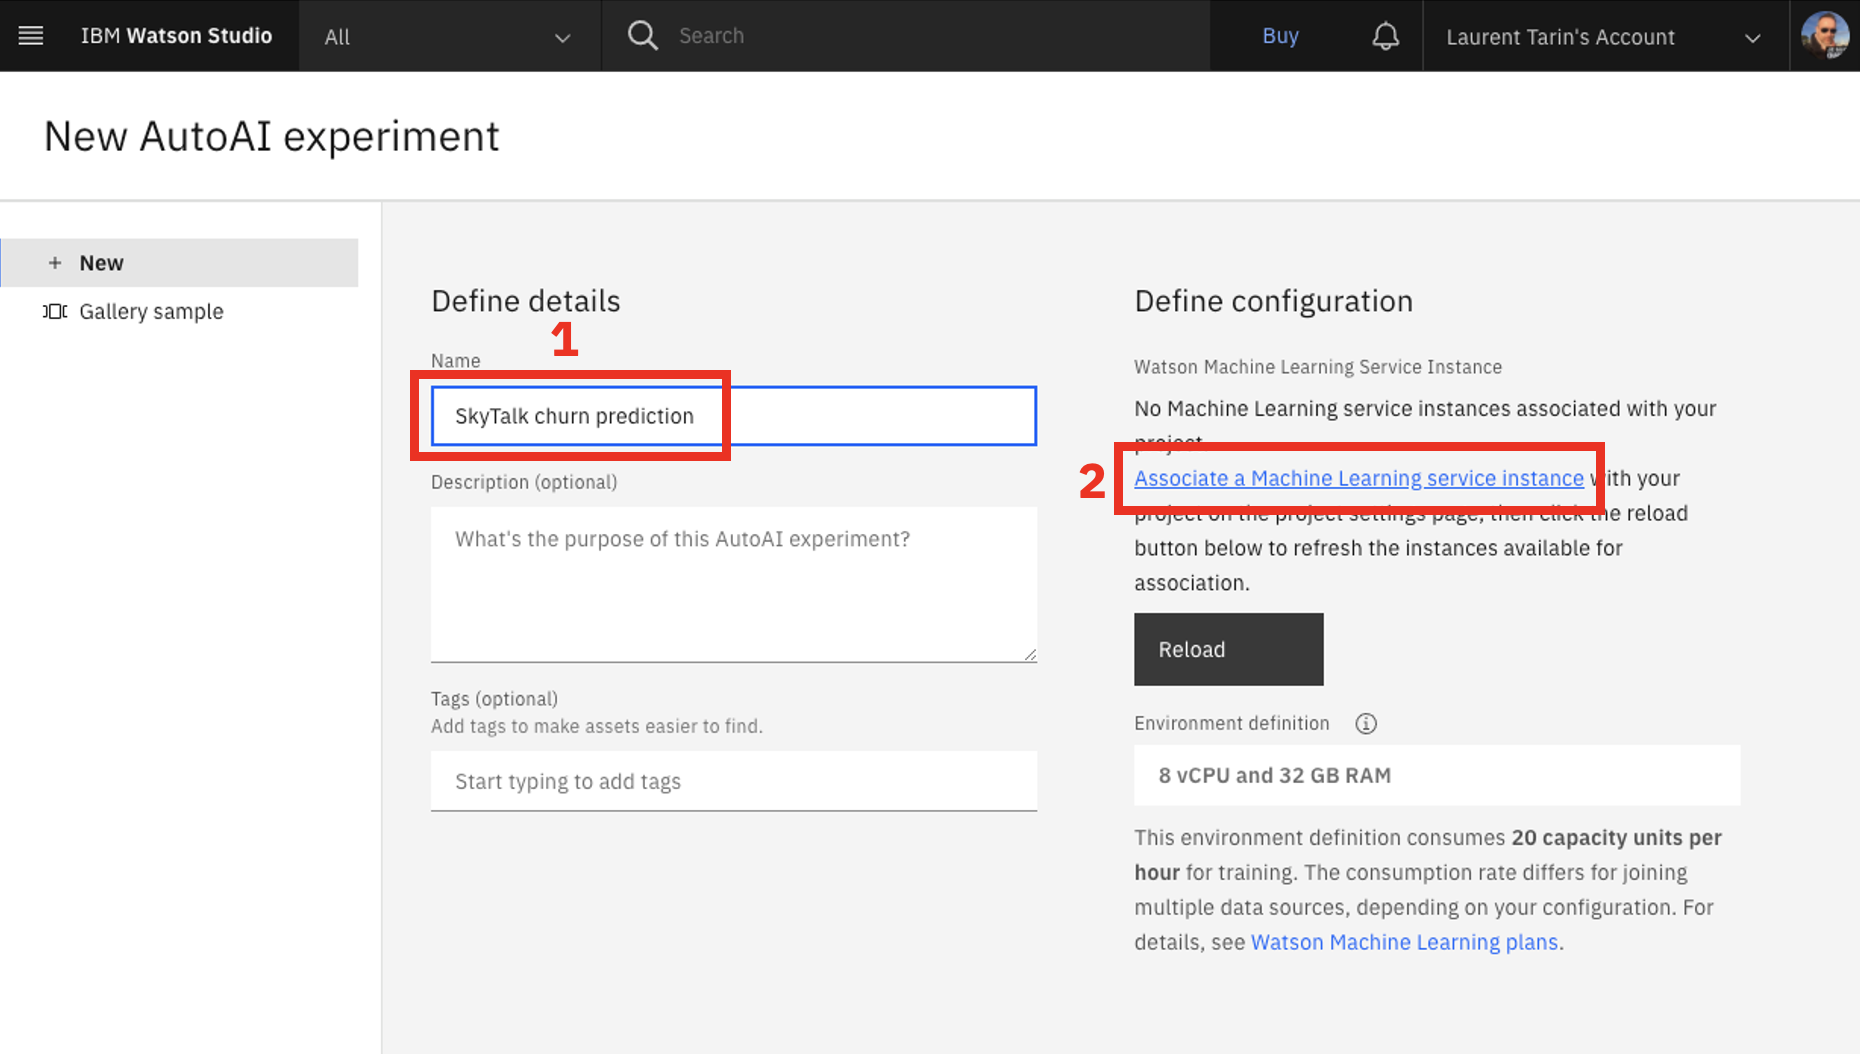 IBM Watson Studio
All
Search
Buy
Laurent Tarin's Account
New AutoAI experiment
+ New
Gallery sample
Define details
1
Name
SkyTalk churn prediction
Description (optional)
What's the purpose of this AutoAI experiment?
Tags (optional)
Add tags to make assets easier to find.
Start typing to add tags
Define configuration
Watson Machine Learning Service Instance
No Machine Learning service instances associated with your
project.
2
Associate a Machine Learning service instance with your
project on the project settings page, then click the reload
button below to refresh the instances available for
association.
Reload
Environment definition
8 vCPU and 32 GB RAM
This environment definition consumes 20 capacity units per
hour for training. The consumption rate differs for joining
multiple data sources, depending on your configuration. For
details, see Watson Machine Learning plans.